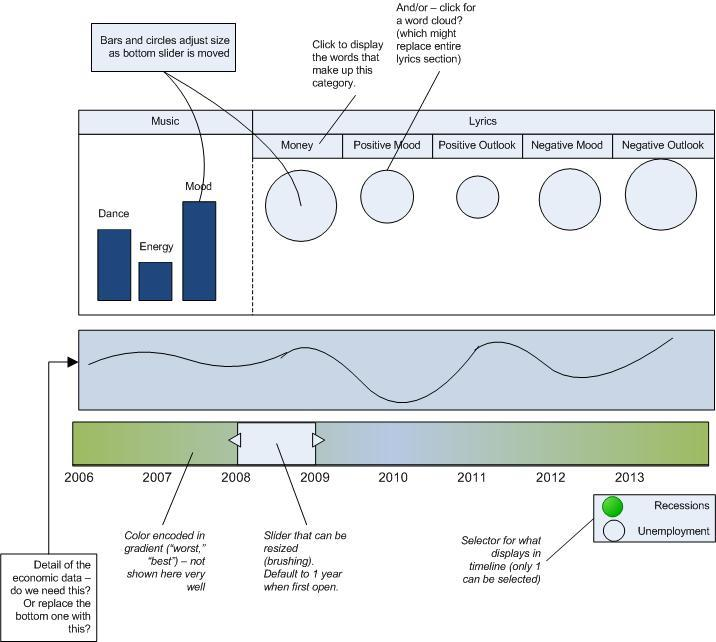 And/or – click for
a word cloud?
(which might
replace entire
lyrics section)
Bars and circles adjust size
as bottom slider is moved
Click to display
the words that
make up this
category.
Music
Lyrics
Money
Positive Mood
Positive Outlook
Negative Mood
Negative Outlook
Mood
Dance
Energy
2006
2007
2008
2009
2010
2011
2012
2013
Color encoded in
gradient (“worst,”
“best”) – not
shown here very
well
Slider that can be
resized
(brushing).
Default to 1 year
when first open.
Selector for what
displays in
timeline (only 1
can be selected)
Recessions
Unemployment
Detail of the
economic data –
do we need this?
Or replace the
bottom one with
this?